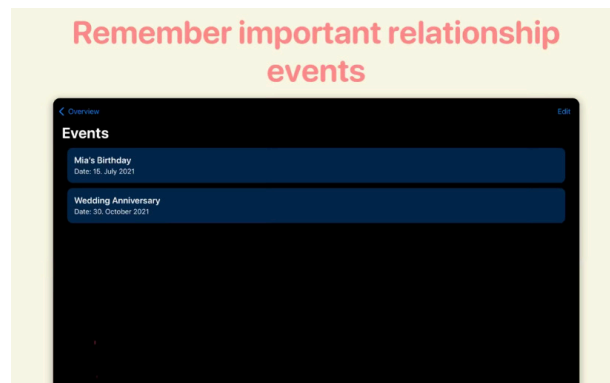 Remember important relationship
events
Overview
Edit
Events
Mia's Birthday
Date: 15. July 2021
Wedding Anniversary
Date: 30. October 2021